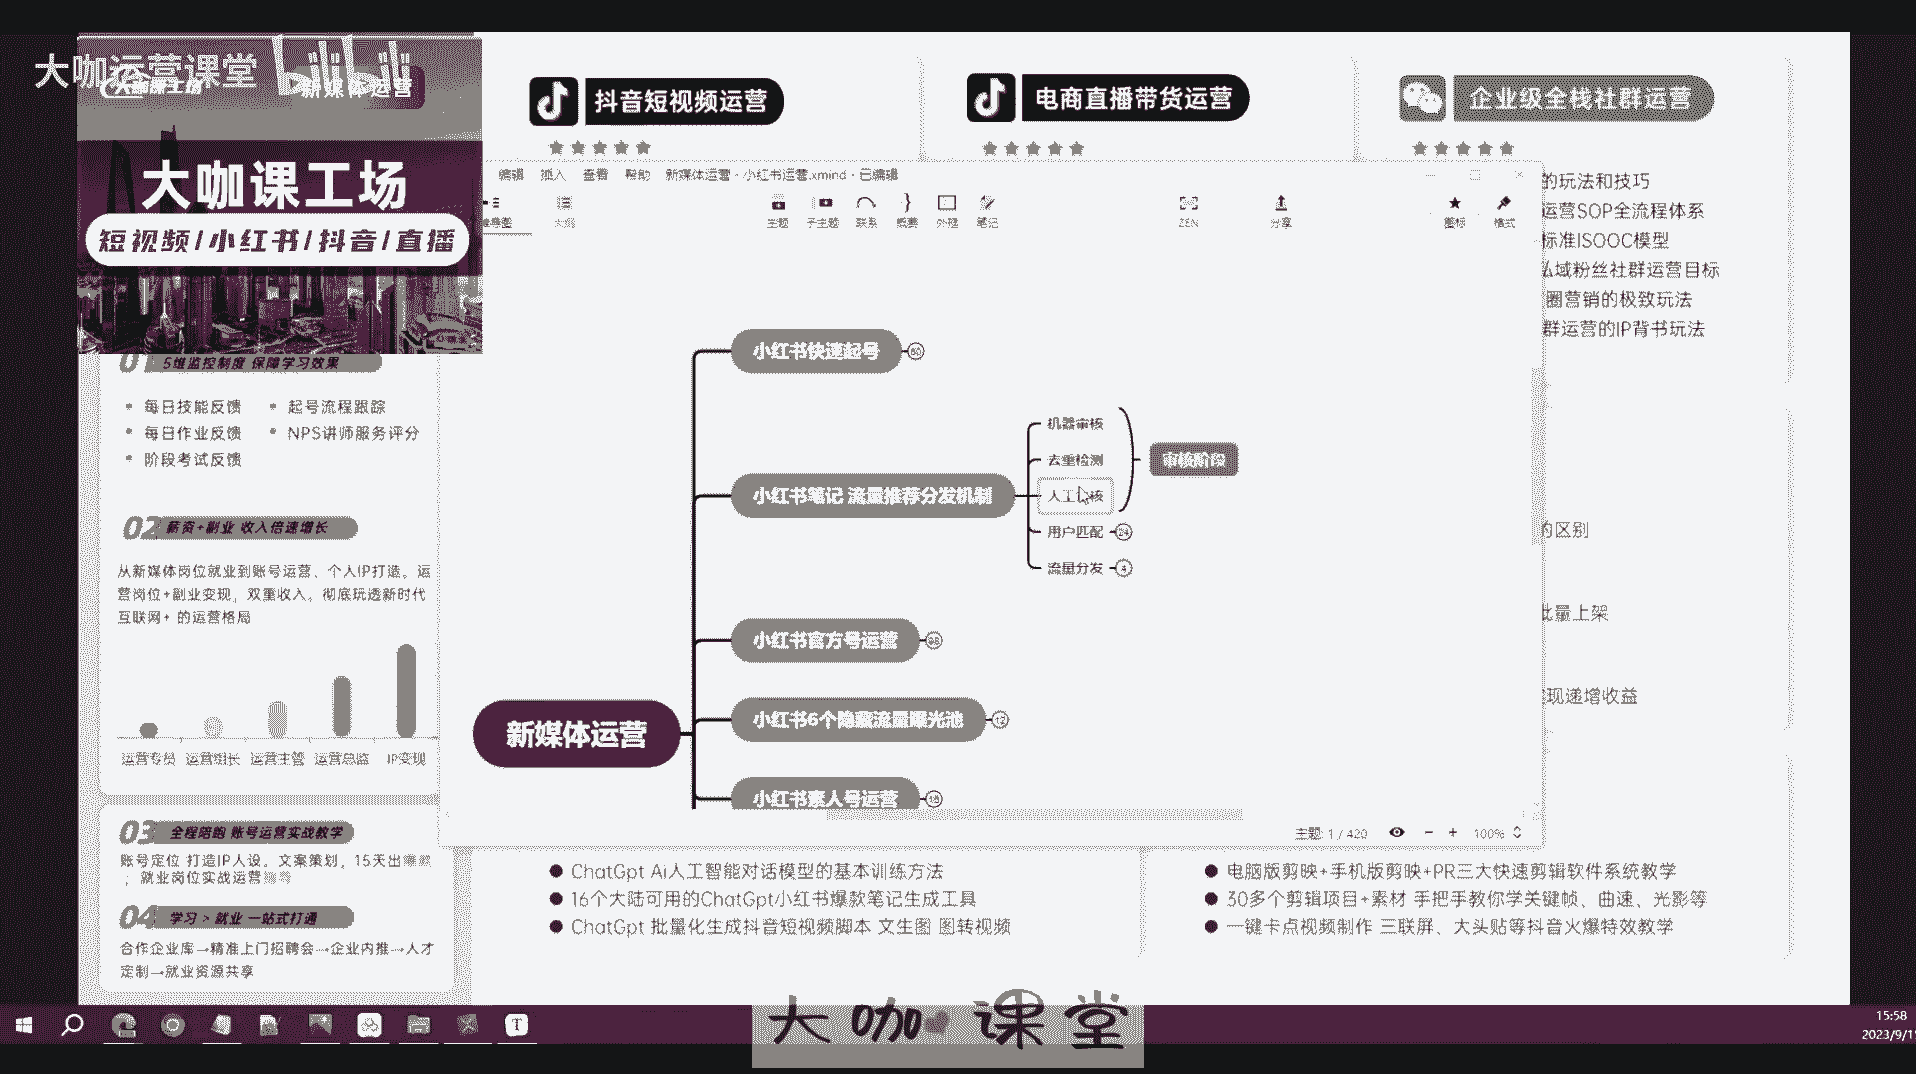 大咖运营课堂 bilibili
大咖课工场
新媒体运营
大咖课工场
短视频/小红书/抖音/直播
抖音短视频运营
电商直播带货运营
企业级全栈社群运营
编辑 插入 查看 帮助 新媒体运营 - 小红书运营.xmind - 已编辑
大纲 主题 子主题 联系 概要 外框 笔记 ZEN 分享 图标 格式
的玩法和技巧
运营SOP全流程体系
标准ISOOC模型
私域粉丝社群运营目标
圈营销的极致玩法
群运营的IP背书玩法
的区别
批量上架
现递增收益
5维监控制度 保障学习效果
每日技能反馈
起号流程跟踪
每日作业反馈
NPS讲师服务评分
阶段考试反馈
02 薪资+副业 收入倍速增长
从新媒体岗位就业到账号运营、个人IP打造。运
营岗位+副业变现，双重收入。彻底玩透新时代
互联网+ 的运营格局
运营专员 运营组长 运营主管 运营总监 IP变现
03 全程陪跑 账号运营实战教学
账号定位 打造IP人设。文案策划，15天出
；就业岗位实战运营
04 学习 > 就业 一站式打通
合作企业库→精准上门招聘会→企业内推→人才
定制→就业资源共享
小红书快速起号
机器审核
去重检测
审核阶段
小红书笔记 流量推荐分发机制
人工 核
用户匹配 24
流量分发 4
小红书官方号运营
小红书6个隐藏流量曝光池 12
新媒体运营
小红书素人号运营
主题: 1 / 420
100%
ChatGpt Ai人工智能对话模型的基本训练方法
16个大陆可用的ChatGpt小红书爆款笔记生成工具
ChatGpt 批量化生成抖音短视频脚本 文生图 图转视频
电脑版剪映+手机版剪映+PR三大快速剪辑软件系统教学
30多个剪辑项目+素材 手把手教你学关键帧、曲速、光影等
一键卡点视频制作 三联屏、大头贴等抖音火爆特效教学
大咖 课堂
15:58